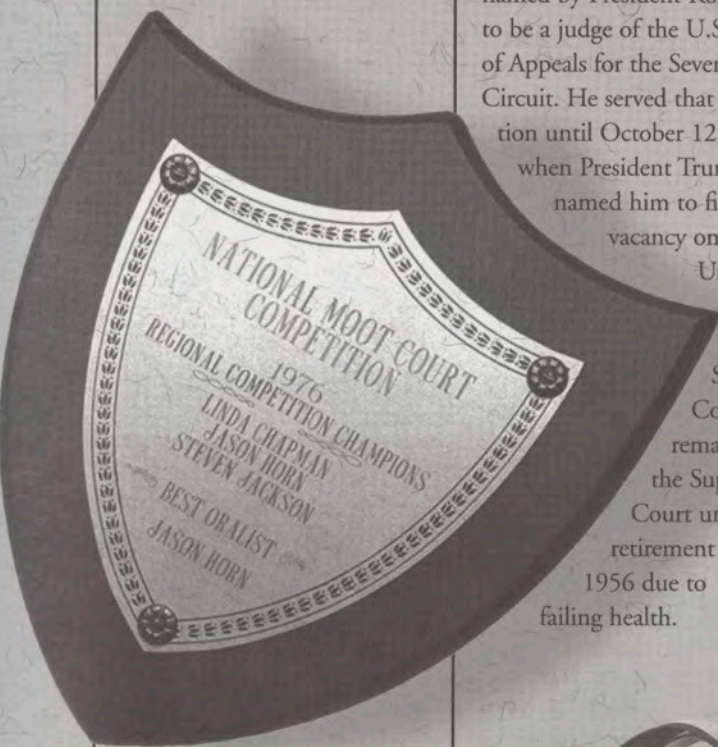 to be a judge of the U.S
of Appeals for the Seven
Circuit. He served that
tion until October 12
when President Trum
named him to fi
vacancy on
U
S
Co
rema
the Sup
Court un
retirement
1956 due to
failing health.
NATIONAL MOOT COURT
COMPETITION
1976
REGIONAL COMPETITION CHAMPIONS
LINDA CHAPMAN
JASON HORN
STEVEN JACKSON
BEST ORALIST
JASON HORN